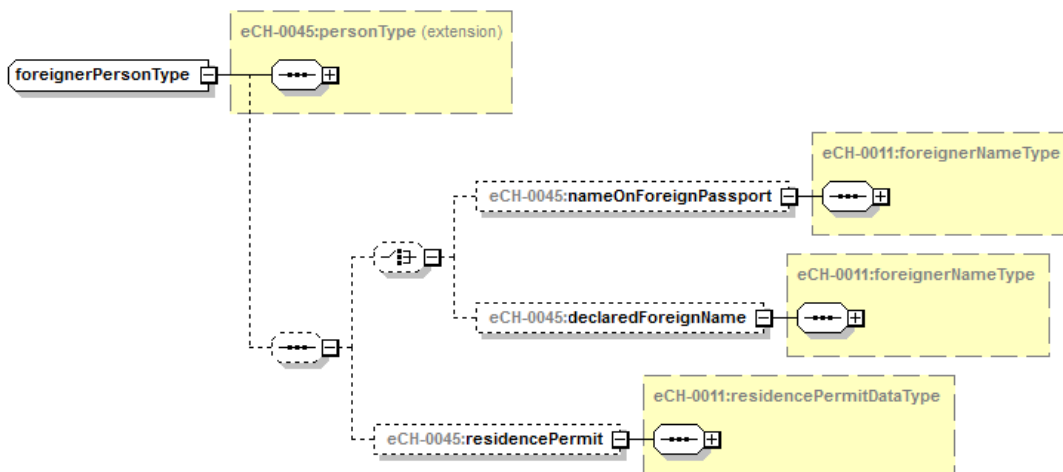 eCH-0045:personType (extension)
foreignerPersonType
eCH-0011:foreignerNameType
eCH-0045:nameOnForeignPassport
eCH-0011:foreignerNameType
eCH-0045:declaredForeignName
eCH-0011:residencePermitDataType
eCH-0045:residencePermit